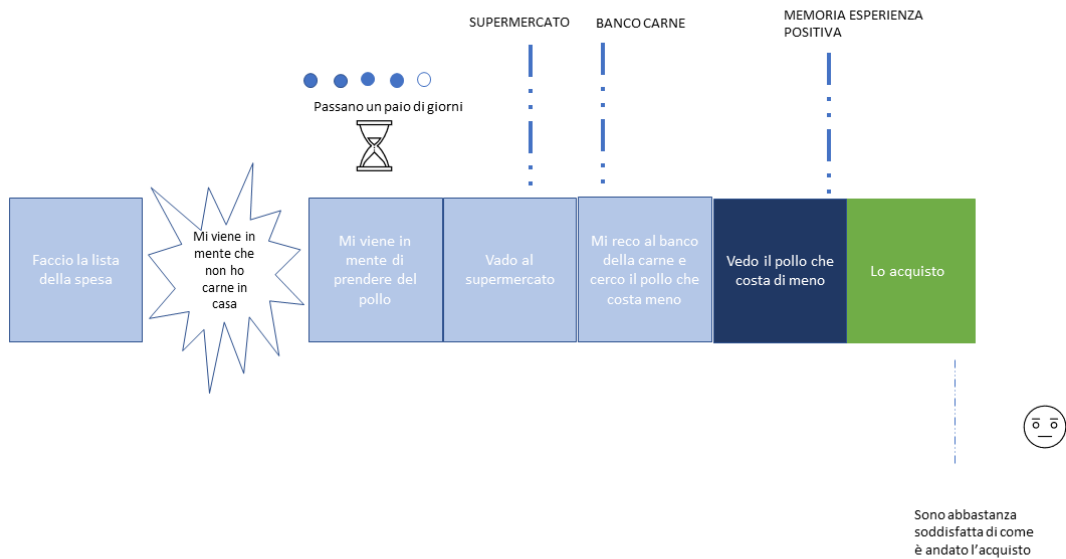 SUPERMERCATO
BANCO CARNE
MEMORIA ESPERIENZA
POSITIVA
Passano un paio di giorni
Faccio la lista
della spesa
Mi viene in
mente che
non ho
carne in
casa
Mi viene in
mente di
prendere del
pollo
Vado al
supermercato
Mi reco al banco
della carne e
cerco il pollo che
costa meno
Vedo il pollo che
costa di meno
Lo acquisto
Sono abbastanza
soddisfatta di come
è andato l'acquisto